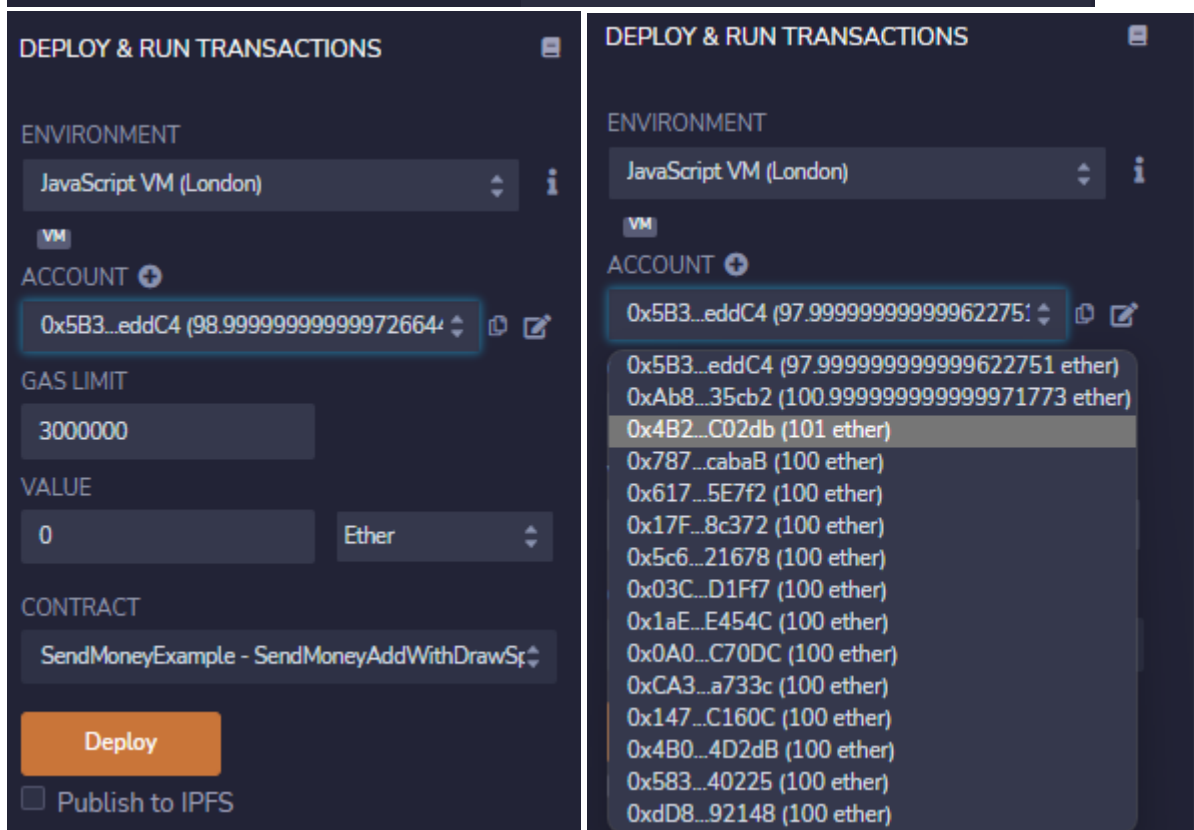 DEPLOY & RUN TRANSACTIONS
ENVIRONMENT
JavaScript VM (London)
VM
ACCOUNT
0x5B3...eddC4 (98.9999999999972664
GAS LIMIT
3000000
VALUE
0 Ether
CONTRACT
SendMoneyExample - SendMoneyAddWithDrawSp
Deploy
Publish to IPFS
DEPLOY & RUN TRANSACTIONS
ENVIRONMENT
JavaScript VM (London)
VM
ACCOUNT
0x5B3...eddC4 (97.999999999999622751
0x5B3...eddC4 (97.999999999999622751 ether)
0xAb8...35cb2 (100.999999999999971773 ether)
0x4B2...C02db (101 ether)
0x787...cabaB (100 ether)
0x617...5E7f2 (100 ether)
0x17F...8c372 (100 ether)
0x5c6...21678 (100 ether)
0x03C...D1Ff7 (100 ether)
0x1aE...E454C (100 ether)
0x0A0...C70DC (100 ether)
0xCA3...a733c (100 ether)
0x147...C160C (100 ether)
0x4B0...4D2dB (100 ether)
0x583...40225 (100 ether)
0xdD8...92148 (100 ether)